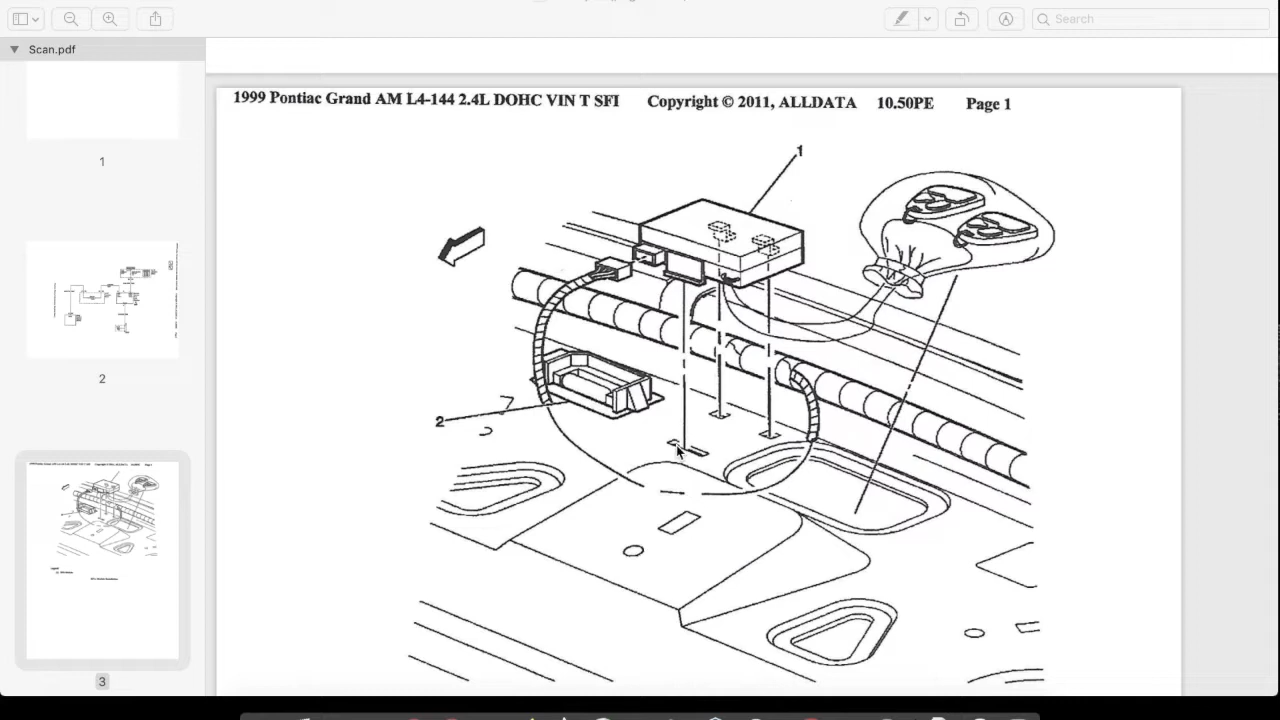 Search
Scan.pdf
1999 Pontiac Grand AM L4-144 2.4L DOHC VIN T SFI Copyright © 2011, ALLDATA 10.50PE Page 1
1
2
1
2
3